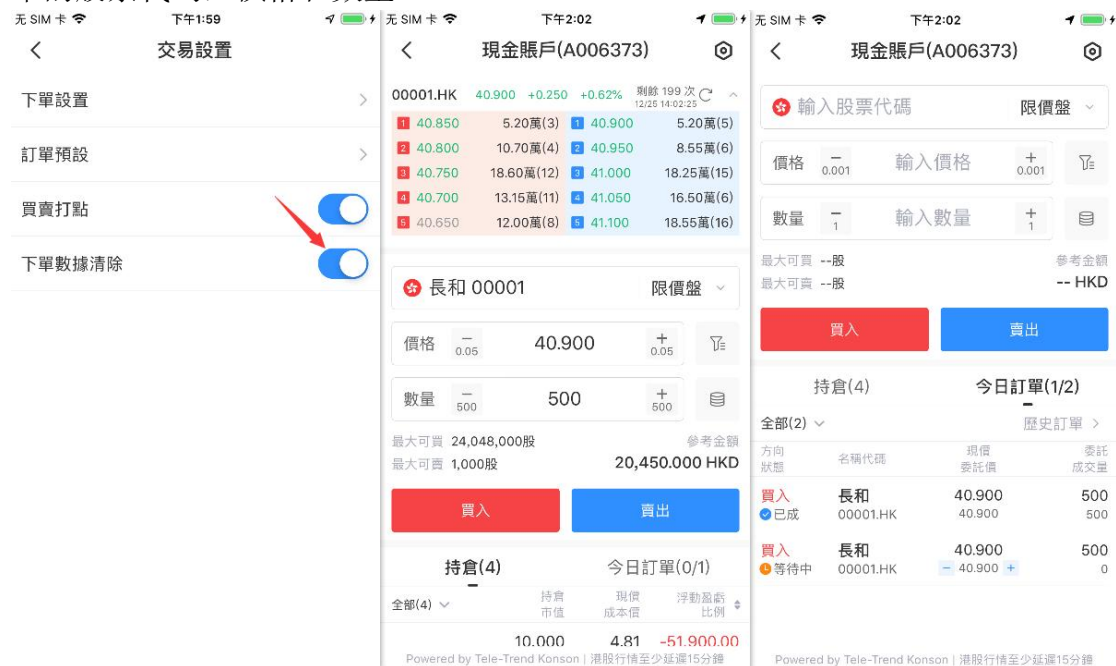 无 SIM 卡
下午1:59
交易設置
下單設置
訂單預設
買賣打點
下單數據清除
无 SIM 卡
下午2:02
現金賬戶(A006373)
00001.HK 40.900 +0.250 +0.62% 剩餘 199 次
12/25 14:02:25
1 40.850 5.20萬(3) 1 40.900 5.20萬(5)
2 40.800 10.70萬(4) 2 40.950 8.55萬(6)
3 40.750 18.60萬(12) 3 41.000 18.25萬(15)
4 40.700 13.15萬(11) 4 41.050 16.50萬(6)
5 40.650 12.00萬(8) 5 41.100 18.55萬(16)
長和 00001 限價盤
價格 − 0.05 40.900 + 0.05
數量 − 500 500 + 500
最大可買 24,048,000股 參考金額
最大可賣 1,000股 20,450.000 HKD
買入 賣出
持倉(4) 今日訂單(0/1)
全部(4) 持倉 現價 浮動盈虧
市值 成本價 比例
10,000 4.81 -51,900.00
Powered by Tele-Trend Konson | 港股行情至少延遲15分鐘
无 SIM 卡
下午2:02
現金賬戶(A006373)
輸入股票代碼 限價盤
價格 − 0.001 輸入價格 + 0.001
數量 − 1 輸入數量 + 1
最大可買 --股 參考金額
最大可賣 --股 -- HKD
買入 賣出
持倉(4) 今日訂單(1/2)
全部(2) 歷史訂單
方向 名稱代碼 現價 委託
狀態 委託價 成交量
買入 長和 40.900 500
已成 00001.HK 40.900 500
買入 長和 40.900 500
等待中 00001.HK − 40.900 + 0
Powered by Tele-Trend Konson | 港股行情至少延遲15分鐘